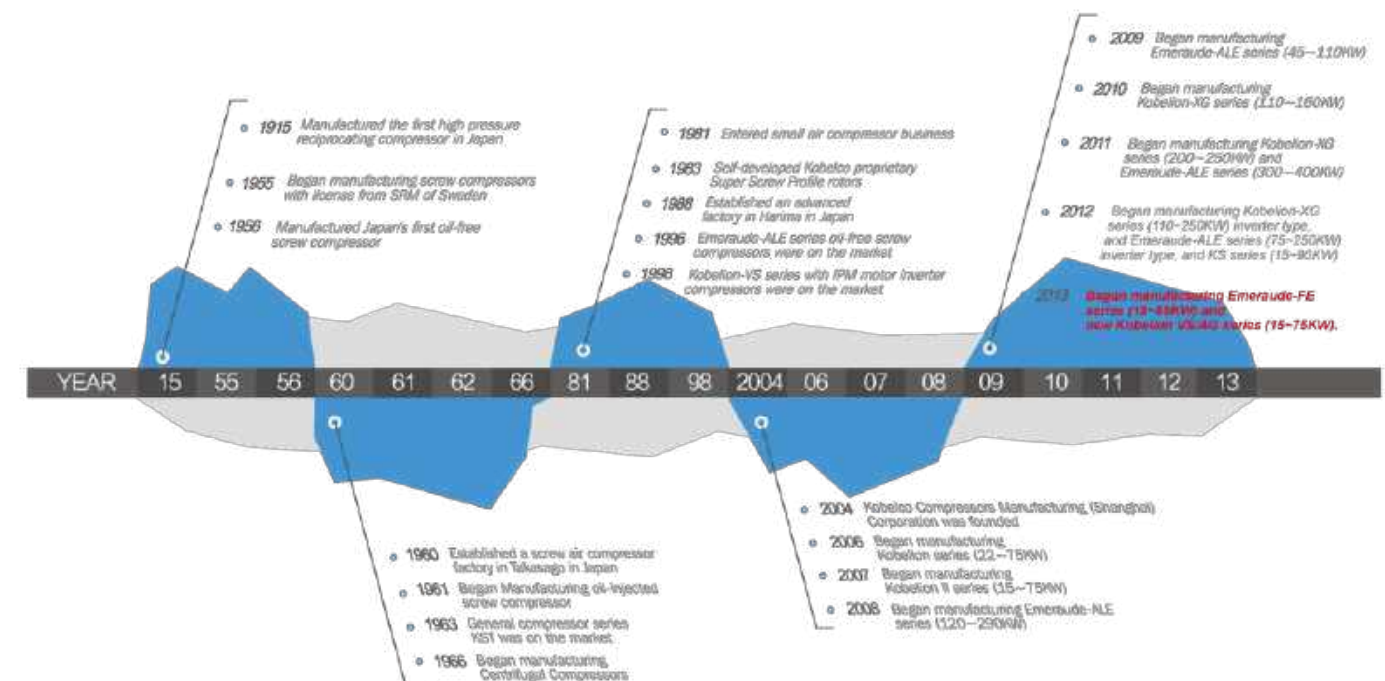 1915 Manufactured the first high pressure
reciprocating compressor in Japan
1955 Began manufacturing screw compressors
with license from SRM of Sweden
1956 Manufactured Japan's first oil-free
screw compressor
1981 Entered small air compressor business
1983 Self-developed Kobelco proprietary
Super Screw Profile rotors
1988 Established an advanced
factory in Harima in Japan
1996 Emeraude-ALE series oil-free screw
compressors were on the market
1998 Kobelion-VS series with IPM motor inverter
compressors were on the market
2009 Began manufacturing
Emeraude-ALE series (45~110KW)
2010 Began manufacturing
Kobelion-XG series (110~160KW)
2011 Began manufacturing Kobelion-XG
series (200~250KW) and
Emeraude-ALE series (300~400KW)
2012 Began manufacturing Kobelion-XG
series (110~250KW) inverter type,
and Emeraude-ALE series (75~250KW)
inverter type, and KS series (15~90KW)
2013 Began manufacturing Emeraude-FE
series and
new Kobelion series (15~75KW).
YEAR 15 55 56 60 61 62 66 81 88 98 2004 06 07 08 09 10 11 12 13
1960 Established a screw air compressor
factory in Takasago in Japan
1961 Began Manufacturing oil-injected
screw compressor
1963 General compressor series
KST was on the market
1966 Began manufacturing
Centrifugal Compressors
2004 Kobelco Compressors Manufacturing (Shanghai)
Corporation was founded
2006 Began manufacturing
Kobelion series (22~75KW)
2007 Began manufacturing
Kobelion II series (15~75KW)
2008 Began manufacturing Emeraude-ALE
series (120~290KW)